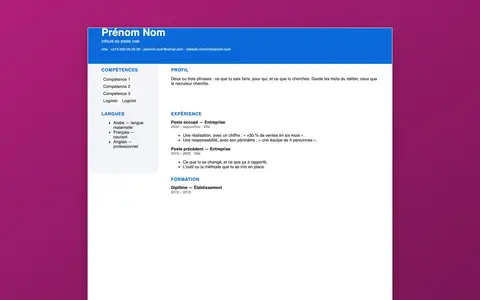 Prénom Nom
Intitulé du poste visé
Ville · +213 000 00 00 00 · prenom.nom@email.com · linkedin.com/in/prenom-nom
COMPÉTENCES
Compétence 1
Compétence 2
Compétence 3
Logiciel Logiciel
LANGUES
Arabe — langue
maternelle
Français —
courant
Anglais —
professionnel
PROFIL
Deux ou trois phrases : ce que tu sais faire, pour qui, et ce que tu cherches. Garde les mots du métier, ceux que
le recruteur cherche.
EXPÉRIENCE
Poste occupé — Entreprise
2022 – aujourd'hui · Ville
Une réalisation, avec un chiffre : « +30 % de ventes en six mois ».
Une responsabilité, avec son périmètre : « une équipe de 4 personnes ».
Poste précédent — Entreprise
2019 – 2022 · Ville
Ce que tu as changé, et ce que ça a rapporté.
L'outil ou la méthode que tu as mis en place.
FORMATION
Diplôme — Établissement